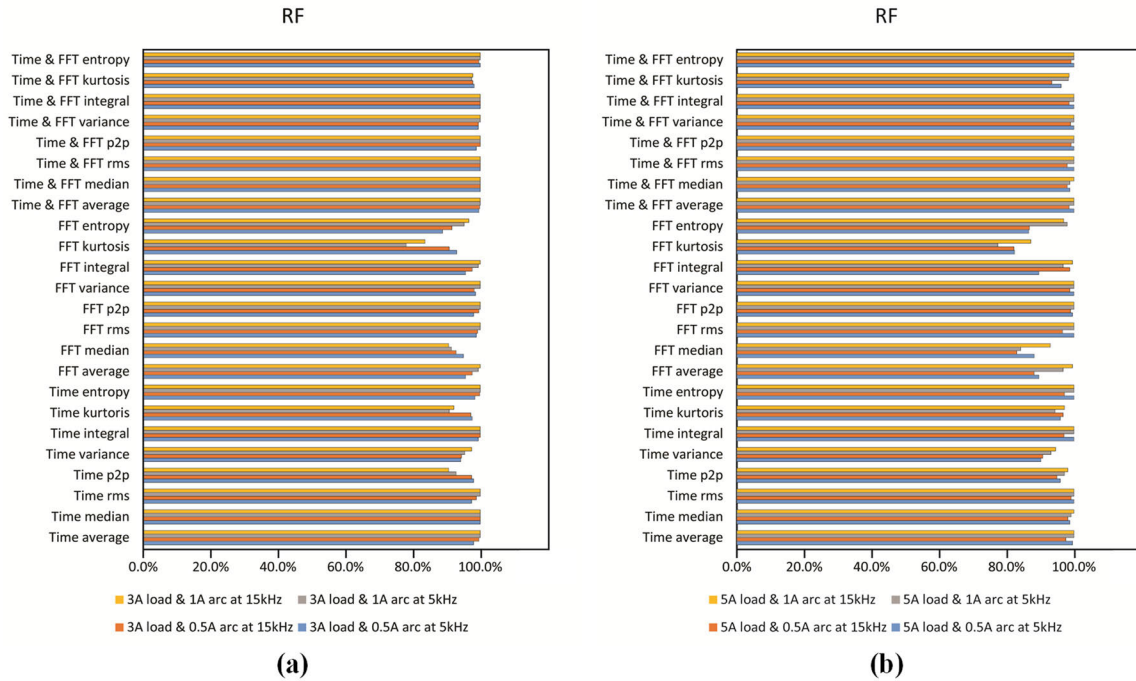 RF
Time & FFT entropy
Time & FFT kurtosis
Time & FFT integral
Time & FFT variance
Time & FFT p2p
Time & FFT rms
Time & FFT median
Time & FFT average
FFT entropy
FFT kurtosis
FFT integral
FFT variance
FFT p2p
FFT rms
FFT median
FFT average
Time entropy
Time kurtoris
Time integral
Time variance
Time p2p
Time rms
Time median
Time average
0.0% 20.0% 40.0% 60.0% 80.0% 100.0%
3A load & 1A arc at 15kHz 3A load & 1A arc at 5kHz
3A load & 0.5A arc at 15kHz 3A load & 0.5A arc at 5kHz
(a)
RF
Time & FFT entropy
Time & FFT kurtosis
Time & FFT integral
Time & FFT variance
Time & FFT p2p
Time & FFT rms
Time & FFT median
Time & FFT average
FFT entropy
FFT kurtosis
FFT integral
FFT variance
FFT p2p
FFT rms
FFT median
FFT average
Time entropy
Time kurtoris
Time integral
Time variance
Time p2p
Time rms
Time median
Time average
0.0% 20.0% 40.0% 60.0% 80.0% 100.0%
5A load & 1A arc at 15kHz 5A load & 1A arc at 5kHz
5A load & 0.5A arc at 15kHz 5A load & 0.5A arc at 5kHz
(b)